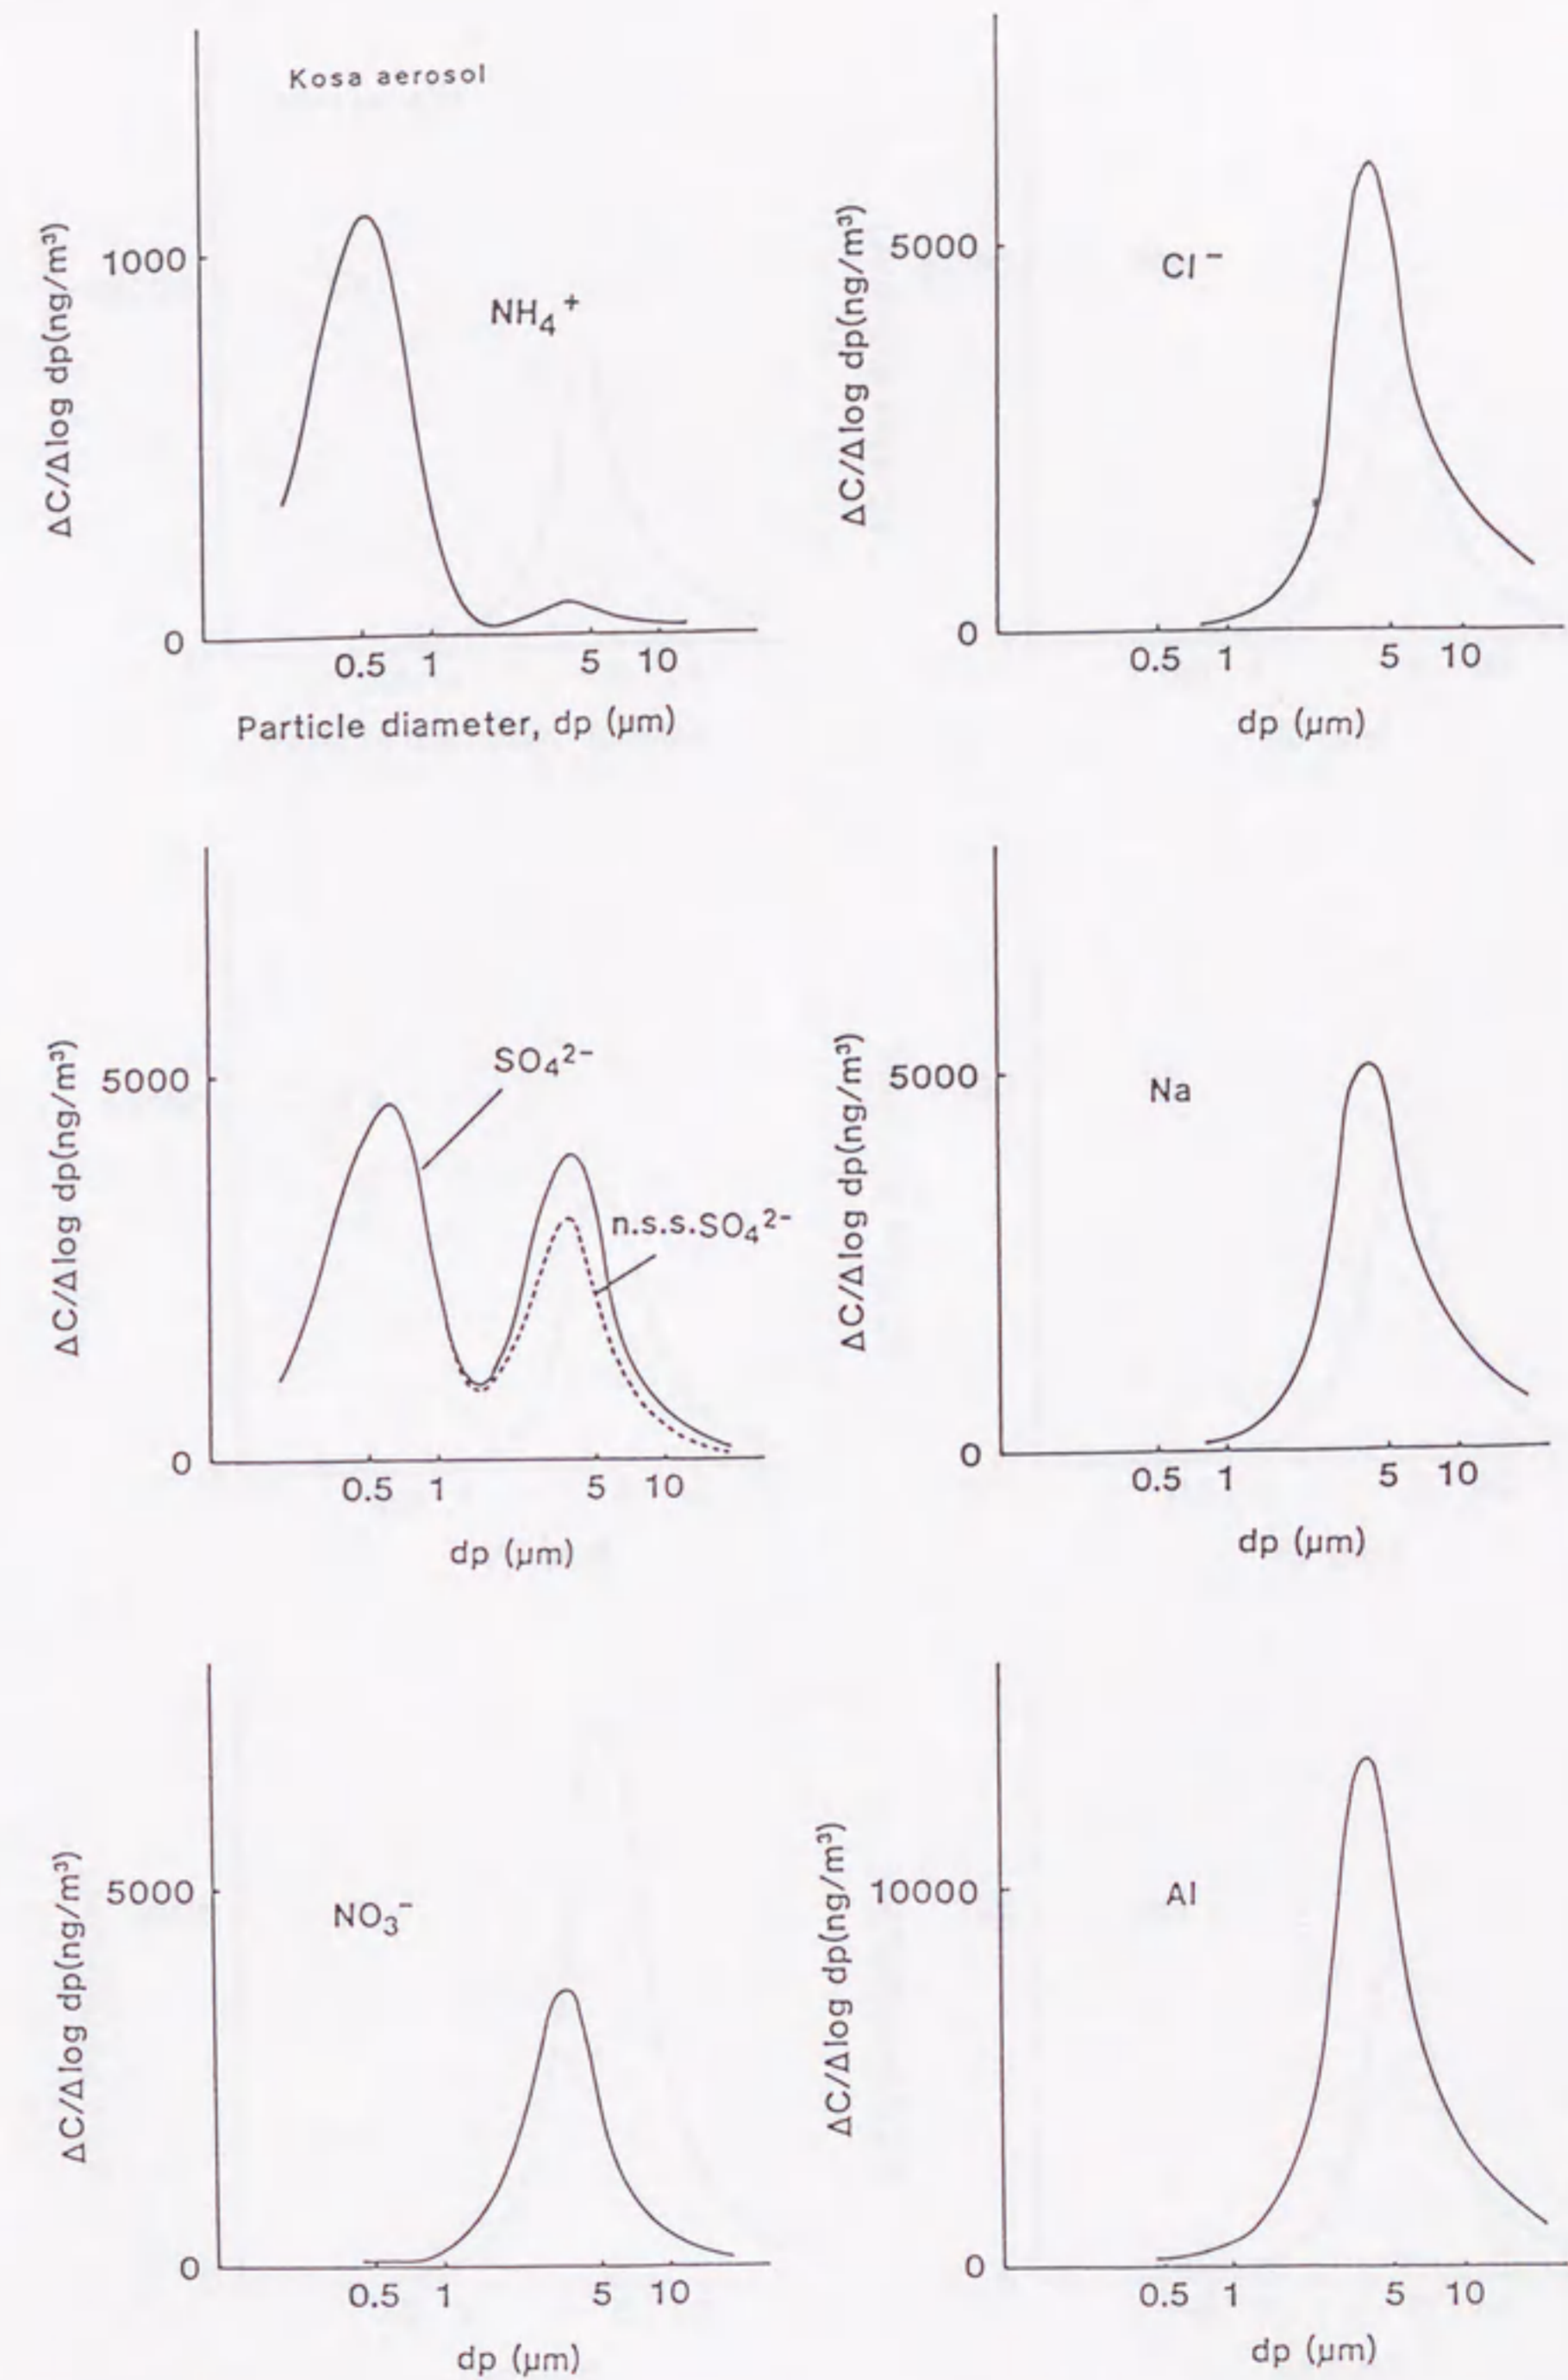 Kosa aerosol
ΔC/Δlog dp(ng/m³)
1000
0
NH₄⁺
0.5 1 5 10
Particle diameter, dp (µm)
ΔC/Δlog dp(ng/m³)
5000
0
Cl⁻
0.5 1 5 10
dp (µm)
ΔC/Δlog dp(ng/m³)
5000
0
SO₄²⁻
n.s.s.SO₄²⁻
0.5 1 5 10
dp (µm)
ΔC/Δlog dp(ng/m³)
5000
0
Na
0.5 1 5 10
dp (µm)
ΔC/Δlog dp(ng/m³)
5000
0
NO₃⁻
0.5 1 5 10
dp (µm)
ΔC/Δlog dp(ng/m³)
10000
0
Al
0.5 1 5 10
dp (µm)